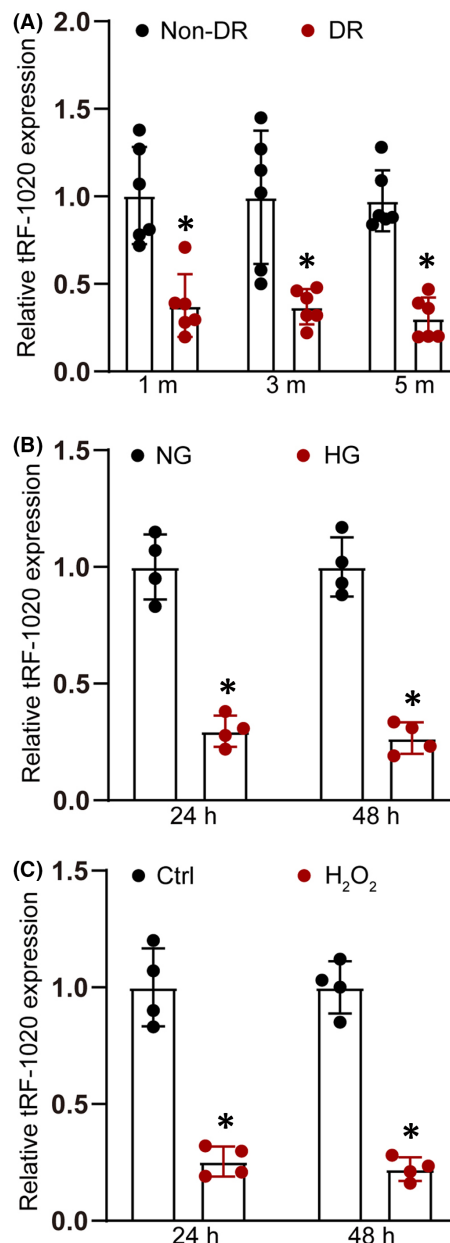 (A)
Relative tRF-1020 expression
Non-DR DR
2.0
1.5
1.0
0.5
0.0
* * *
1 m 3 m 5 m
(B)
Relative tRF-1020 expression
NG HG
1.5
1.0
0.5
0.0
* *
24 h 48 h
(C)
Relative tRF-1020 expression
Ctrl H₂O₂
1.5
1.0
0.5
0.0
* *
24 h 48 h